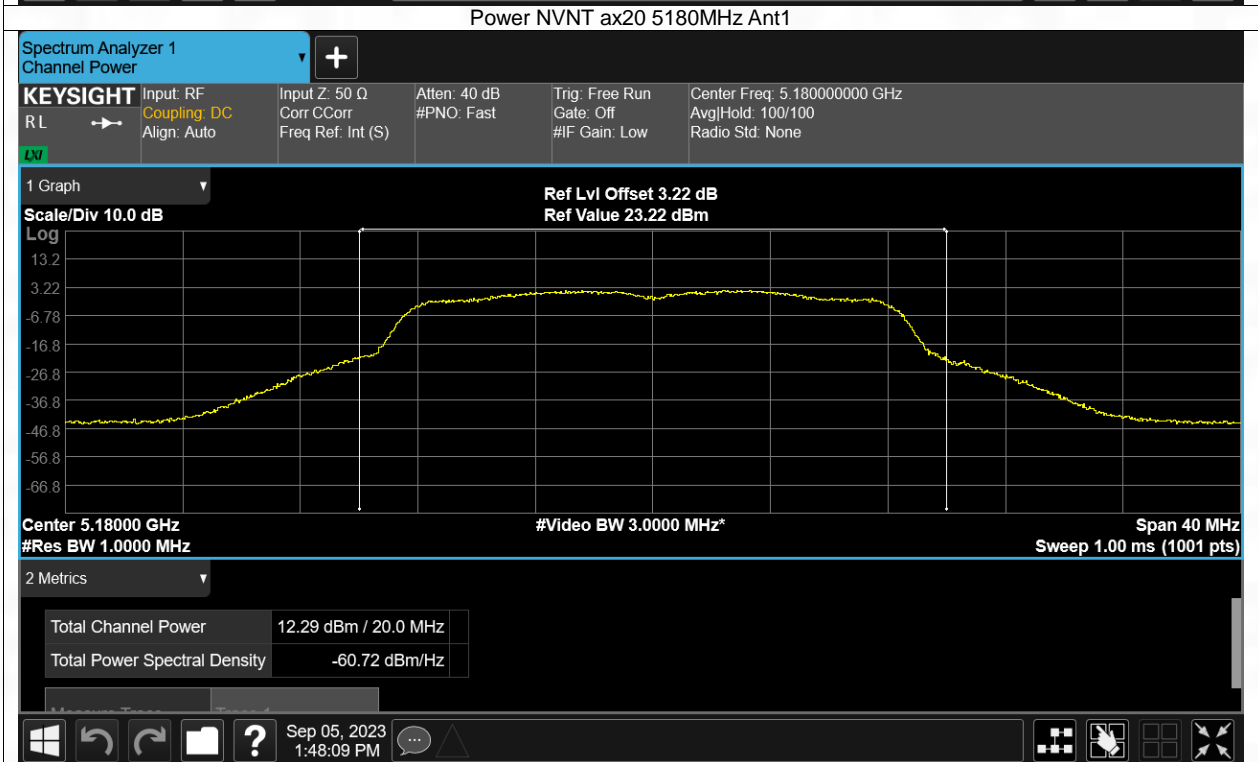 Power NVNT ax20 5180MHz Ant1
Spectrum Analyzer 1
Channel Power
+
KEYSIGHT
Input: RF
Input Z: 50 Ω
Atten: 40 dB
Trig: Free Run
Center Freq: 5.180000000 GHz
R L
Coupling: DC
Corr CCorr
#PNO: Fast
Gate: Off
Avg|Hold: 100/100
Align: Auto
Freq Ref: Int (S)
#IF Gain: Low
Radio Std: None
LXI
1 Graph
Ref Lvl Offset 3.22 dB
Scale/Div 10.0 dB
Ref Value 23.22 dBm
Log
13.2
3.22
-6.78
-16.8
-26.8
-36.8
-46.8
-56.8
-66.8
Center 5.18000 GHz
#Video BW 3.0000 MHz*
Span 40 MHz
#Res BW 1.0000 MHz
Sweep 1.00 ms (1001 pts)
2 Metrics
Total Channel Power
12.29 dBm / 20.0 MHz
Total Power Spectral Density
-60.72 dBm/Hz
?
Sep 05, 2023
1:48:09 PM